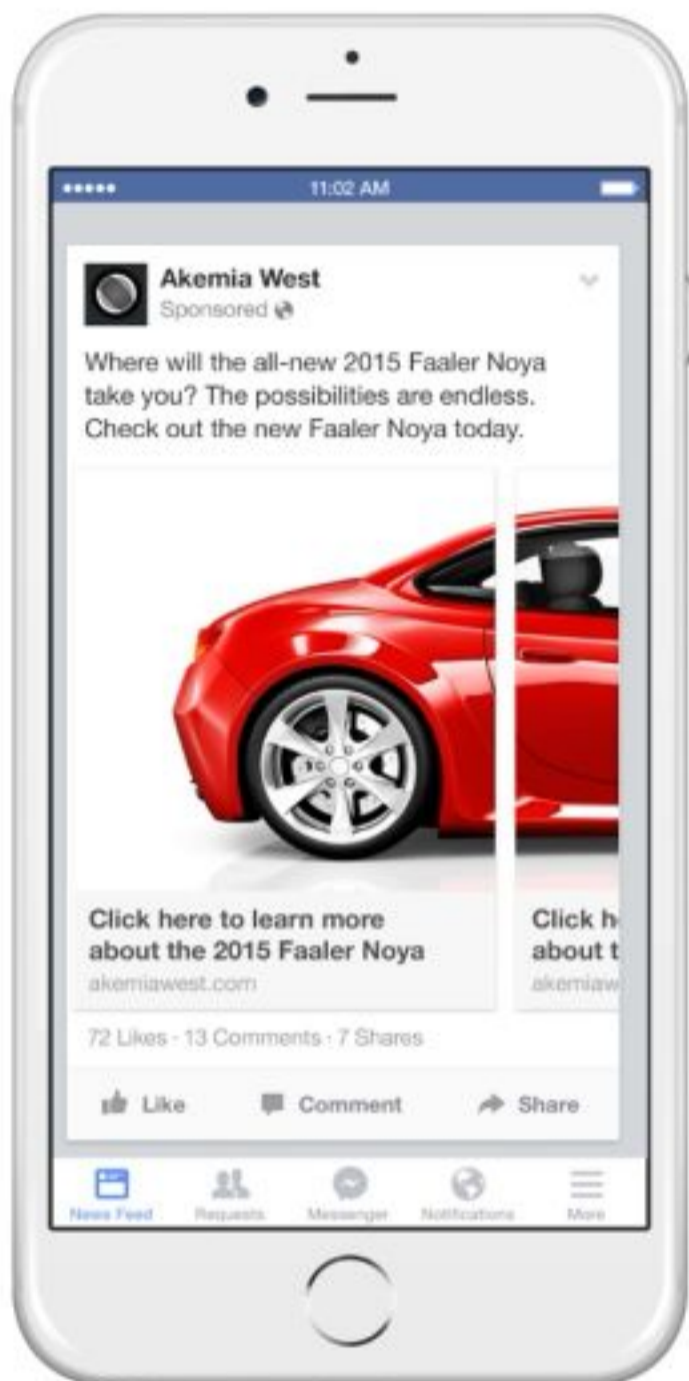 11:02 AM
Akemia West
Sponsored
Where will the all-new 2015 Faaler Noya
take you? The possibilities are endless.
Check out the new Faaler Noya today.
Click here to learn more
about the 2015 Faaler Noya
akemiawest.com
Click h
about t
akemiaw
72 Likes · 13 Comments · 7 Shares
Like Comment Share
News Feed Requests Messenger Notifications More